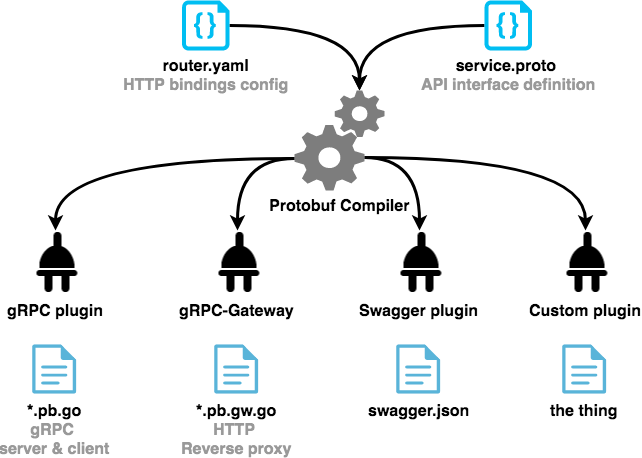 {}
{}
router.yaml
HTTP bindings config
service.proto
API interface definition
Protobuf Compiler
gRPC plugin
gRPC-Gateway
Swagger plugin
Custom plugin
*.pb.go
gRPC
server & client
*.pb.gw.go
HTTP
Reverse proxy
swagger.json
the thing